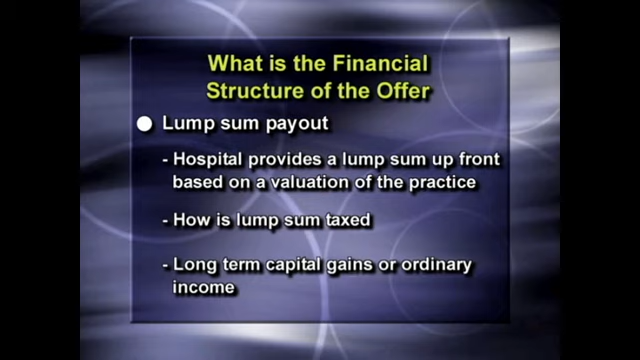 What is the Financial
Structure of the Offer
Lump sum payout
- Hospital provides a lump sum up front
based on a valuation of the practice
- How is lump sum taxed
- Long term capital gains or ordinary
income